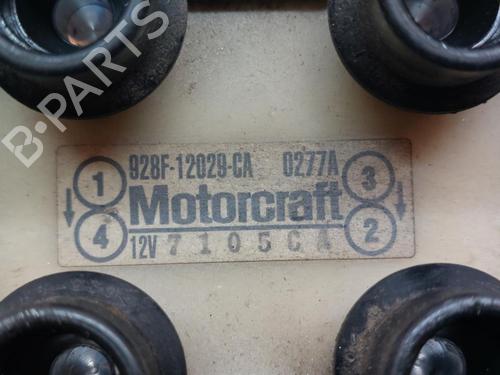 B-PARTS
928F-12029-CA 0277A
1 Motorcraft 3
4 12V 7105CA 2